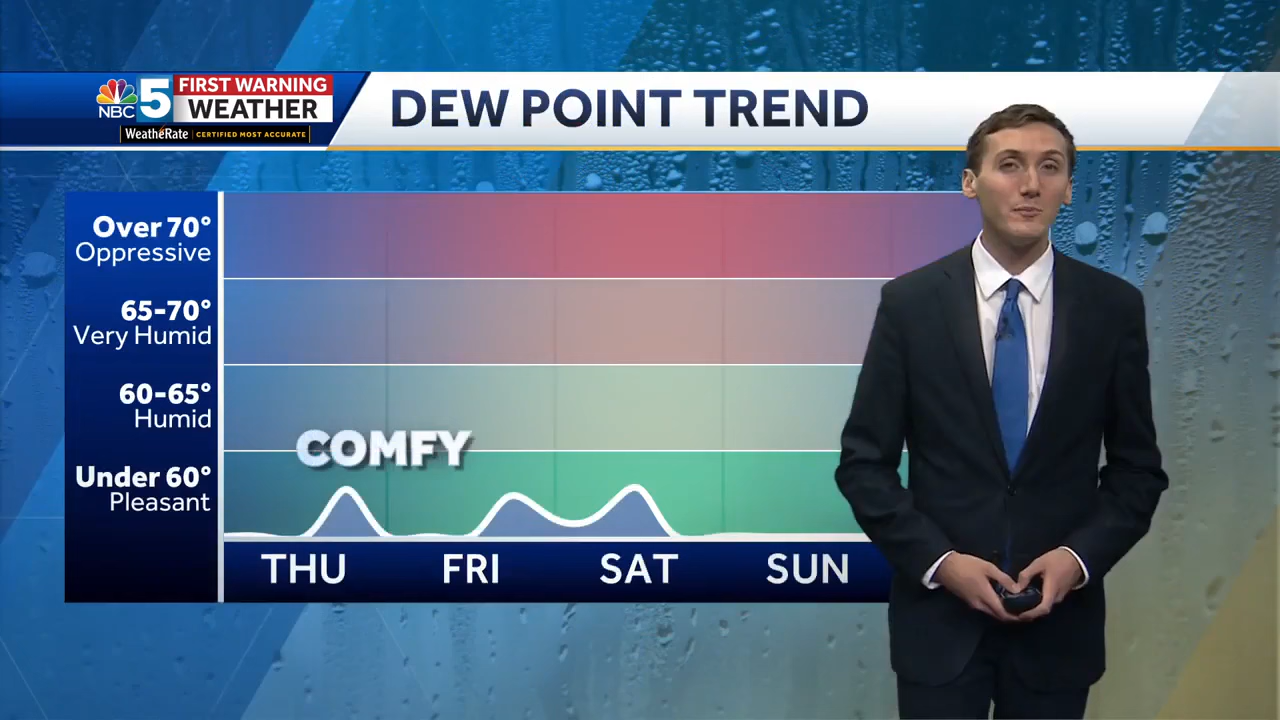 NBC 5 FIRST WARNING
WEATHER
WeatheRate | CERTIFIED MOST ACCURATE
DEW POINT TREND
Over 70°
Oppressive
65-70°
Very Humid
60-65°
Humid
COMFY
Under 60°
Pleasant
THU FRI SAT SUN